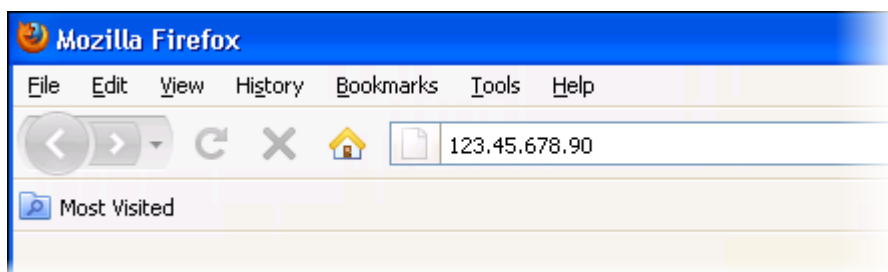 Mozilla Firefox
File Edit View History Bookmarks Tools Help
123.45.678.90
Most Visited